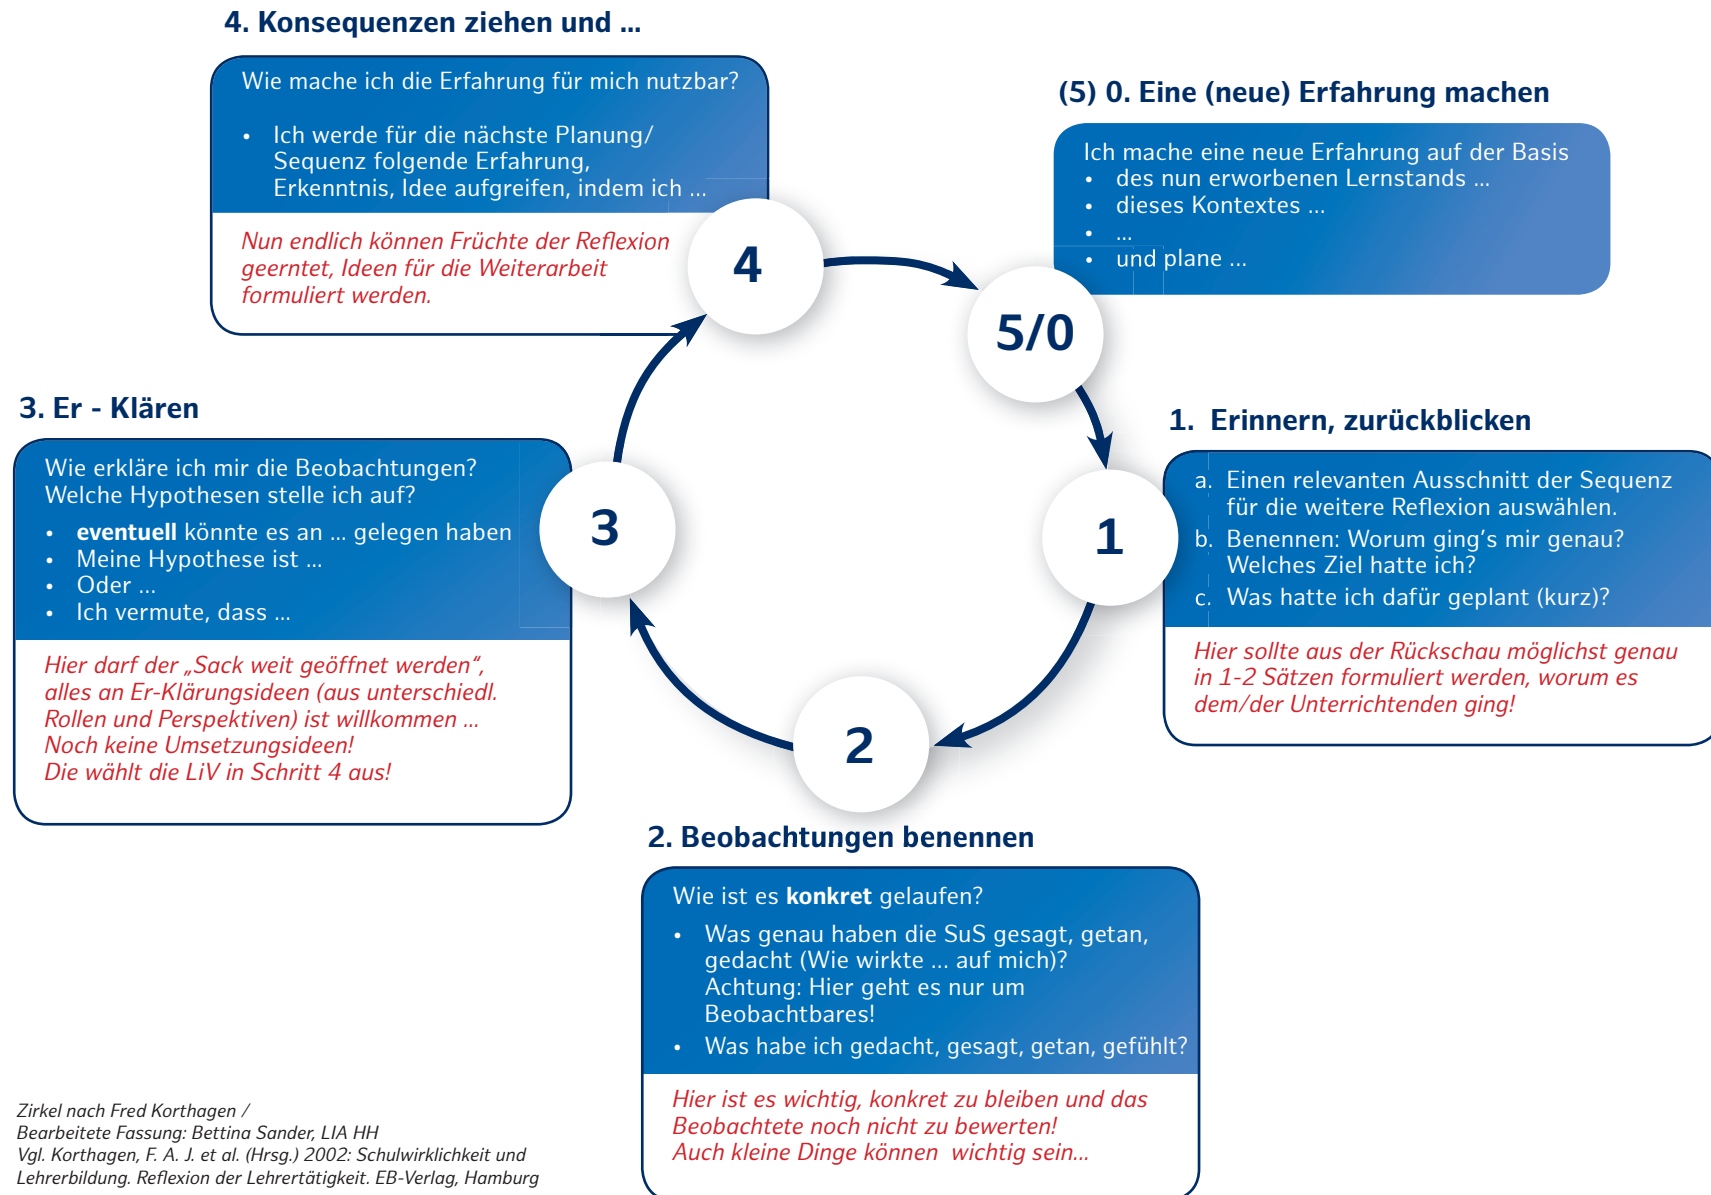 4. Konsequenzen ziehen und ...
Wie mache ich die Erfahrung für mich nutzbar?
• Ich werde für die nächste Planung/
Sequenz folgende Erfahrung,
Erkenntnis, Idee aufgreifen, indem ich ...
Nun endlich können Früchte der Reflexion
geerntet, Ideen für die Weiterarbeit
formuliert werden.
4
(5) 0. Eine (neue) Erfahrung machen
Ich mache eine neue Erfahrung auf der Basis
• des nun erworbenen Lernstands ...
• dieses Kontextes ...
• ...
• und plane ...
5/0
1. Erinnern, zurückblicken
a. Einen relevanten Ausschnitt der Sequenz
für die weitere Reflexion auswählen.
b. Benennen: Worum ging's mir genau?
Welches Ziel hatte ich?
c. Was hatte ich dafür geplant (kurz)?
Hier sollte aus der Rückschau möglichst genau
in 1-2 Sätzen formuliert werden, worum es
dem/der Unterrichtenden ging!
1
3. Er - Klären
Wie erkläre ich mir die Beobachtungen?
Welche Hypothesen stelle ich auf?
• eventuell könnte es an ... gelegen haben
• Meine Hypothese ist ...
• Oder ...
• Ich vermute, dass ...
Hier darf der „Sack weit geöffnet werden“,
alles an Er-Klärungsideen (aus unterschiedl.
Rollen und Perspektiven) ist willkommen ...
Noch keine Umsetzungsideen!
Die wählt die LiV in Schritt 4 aus!
3
2
2. Beobachtungen benennen
Wie ist es konkret gelaufen?
• Was genau haben die SuS gesagt, getan,
gedacht (Wie wirkte ... auf mich)?
Achtung: Hier geht es nur um
Beobachtbares!
• Was habe ich gedacht, gesagt, getan, gefühlt?
Hier ist es wichtig, konkret zu bleiben und das
Beobachtete noch nicht zu bewerten!
Auch kleine Dinge können wichtig sein...
Zirkel nach Fred Korthagen /
Bearbeitete Fassung: Bettina Sander, LIA HH
Vgl. Korthagen, F. A. J. et al. (Hrsg.) 2002: Schulwirklichkeit und
Lehrerbildung. Reflexion der Lehrertätigkeit. EB-Verlag, Hamburg